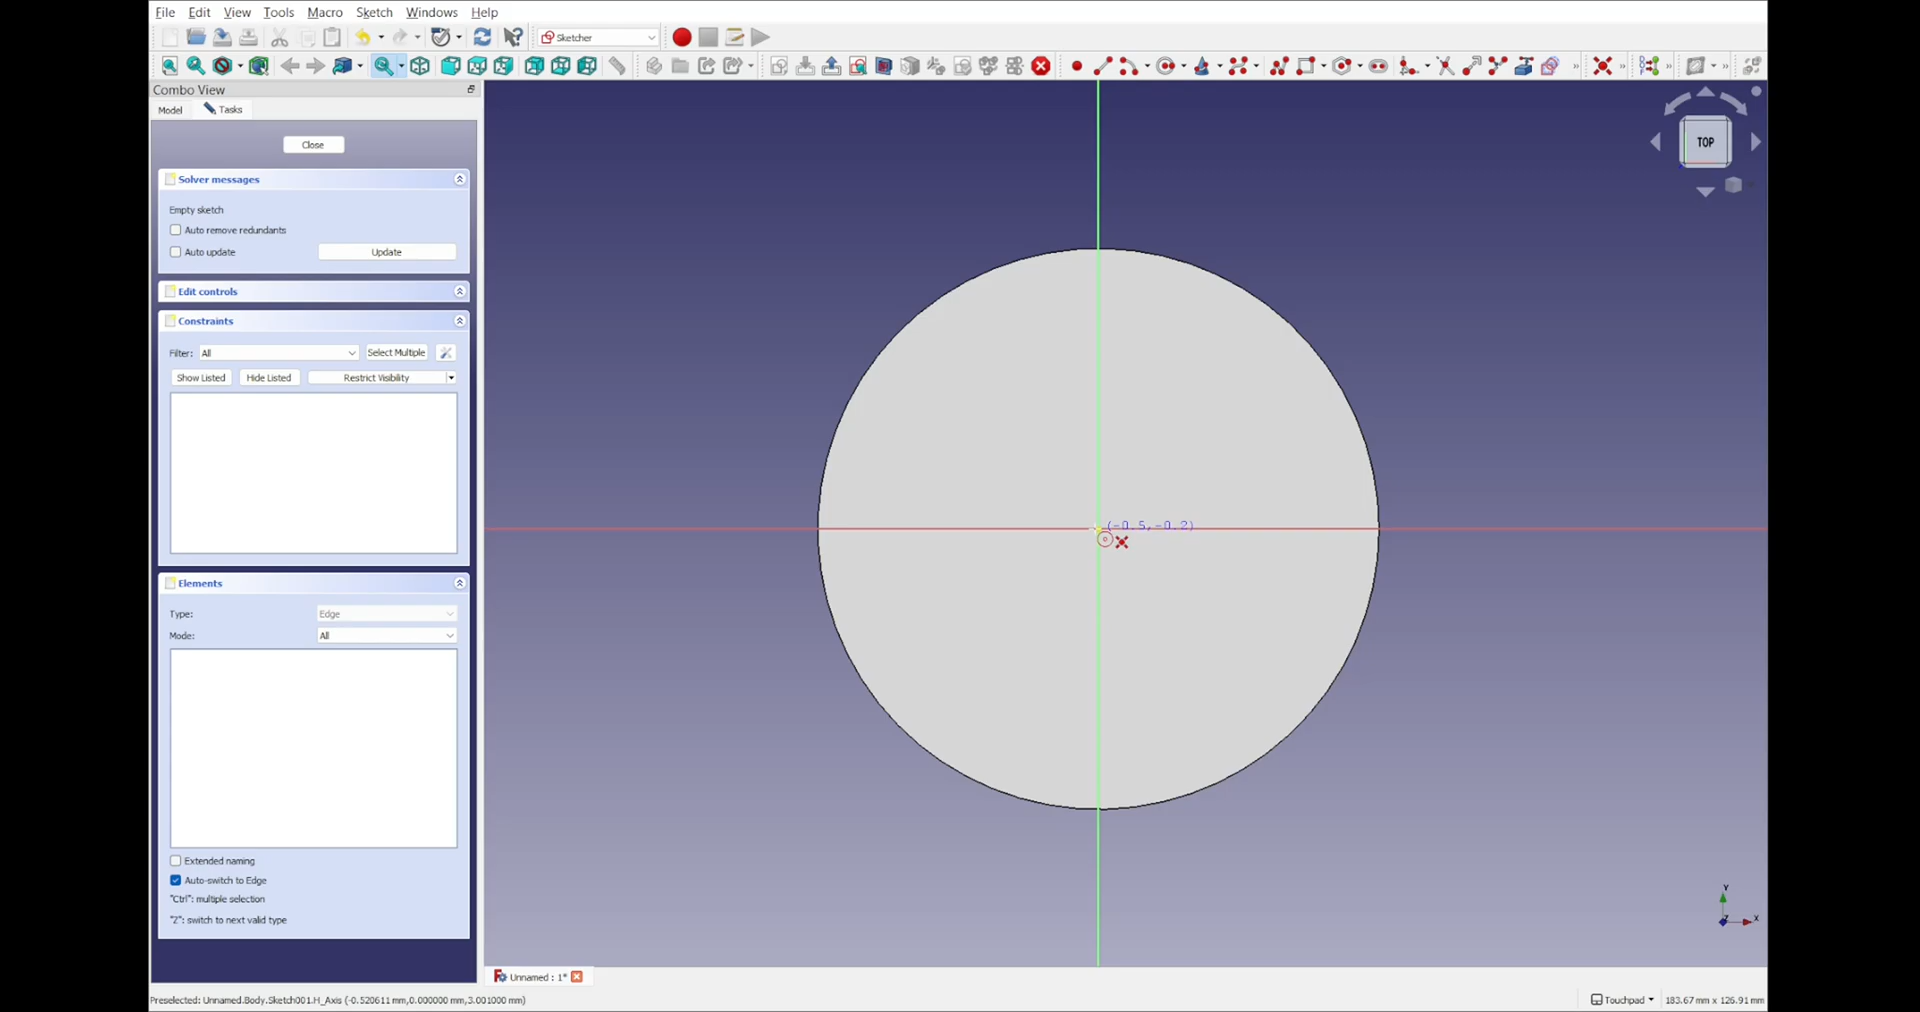 File Edit View Tools Macro Sketch Windows Help
Sketcher
Combo View
Model Tasks
Close
Solver messages
Empty sketch
Auto remove redundants
Auto update Update
Edit controls
Constraints
Filter: All Select Multiple
Show Listed Hide Listed Restrict Visibility
Elements
Type: Edge
Mode: All
Extended naming
Auto-switch to Edge
"Ctrl": multiple selection
"Z": switch to next valid type
TOP
(-0.5,-0.2)
Y
Z X
Unnamed : 1*
Preselected: Unnamed.Body.Sketch001.H_Axis (-0.520611 mm,0.000000 mm,3.001000 mm)
Touchpad 183.67 mm x 126.91 mm